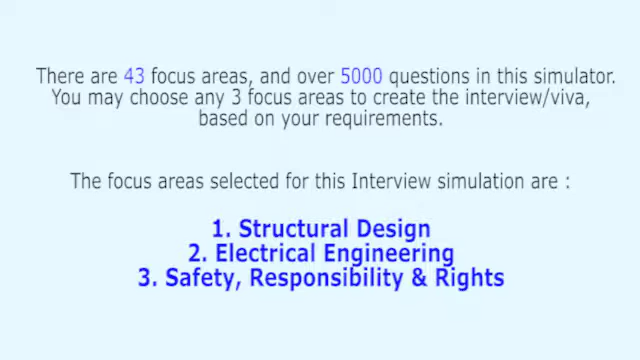 There are 43 focus areas, and over 5000 questions in this simulator.
You may choose any 3 focus areas to create the interview/viva,
based on your requirements.
The focus areas selected for this Interview simulation are :
1. Structural Design
2. Electrical Engineering
3. Safety, Responsibility & Rights